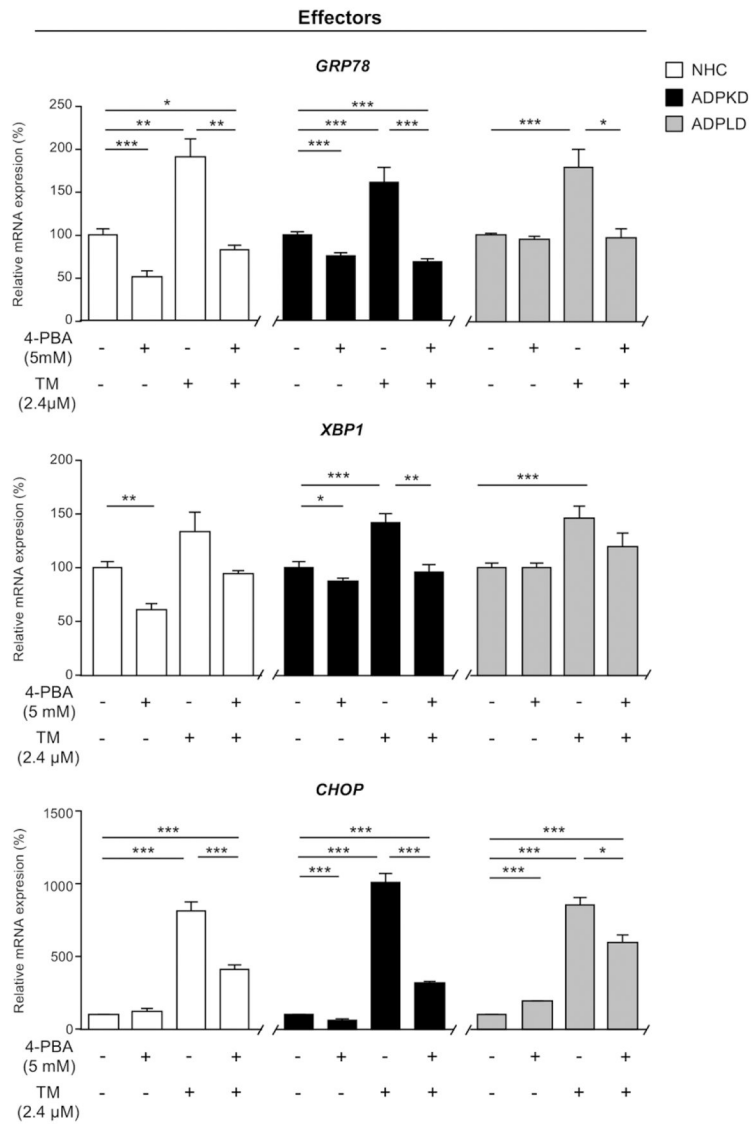 Effectors
GRP78
NHC
ADPKD
ADPLD
Relative mRNA expresion (%)
250
200
150
100
50
0
* ** ** ***
*** *** *** ***
*** *
4-PBA
(5mM)
- + - + - + - + - + - +
TM
(2.4µM)
- - + + - - + + - - + +
XBP1
Relative mRNA expresion (%)
200
150
100
50
0
**
*** ** *
***
4-PBA
(5 mM)
- + - + - + - + - + - +
TM
(2.4 µM)
- - + + - - + + - - + +
CHOP
Relative mRNA expresion (%)
1500
1000
500
0
*** *** ***
*** *** *** ***
*** *** * ***
4-PBA
(5 mM)
- + - + - + - + - + - +
TM
(2.4 µM)
- - + + - - + + - - + +